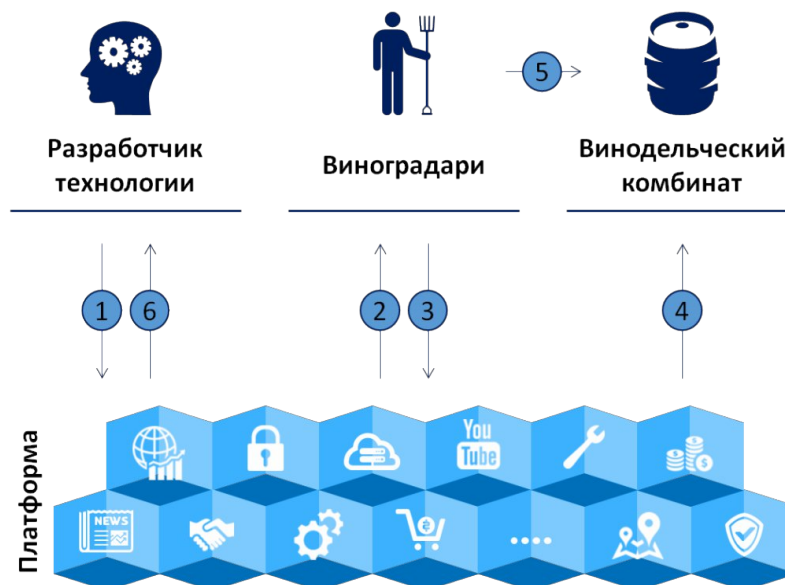 5
Разработчик
технологии
Виноградари
Винодельческий
комбинат
1
6
2
3
4
Платформа
You
Tube
NEWS
....